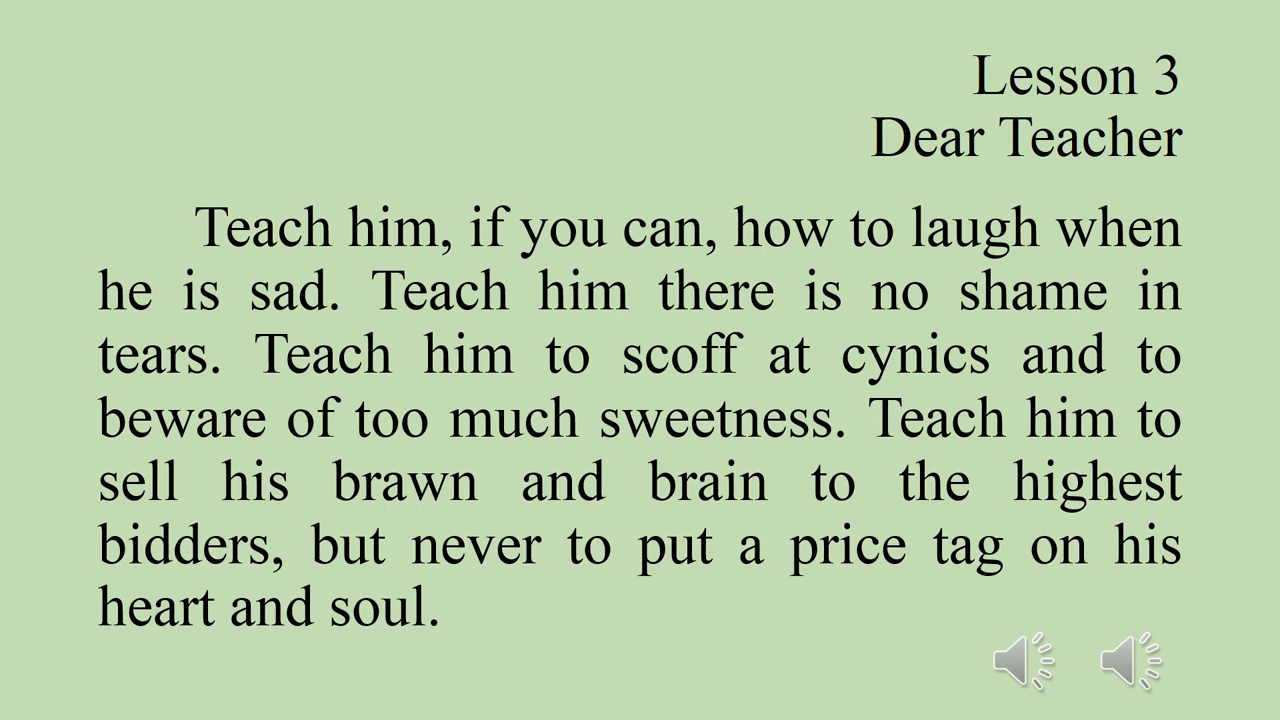 Lesson 3
Dear Teacher
Teach him, if you can, how to laugh when
he is sad. Teach him there is no shame in
tears. Teach him to scoff at cynics and to
beware of too much sweetness. Teach him to
sell his brawn and brain to the highest
bidders, but never to put a price tag on his
heart and soul.